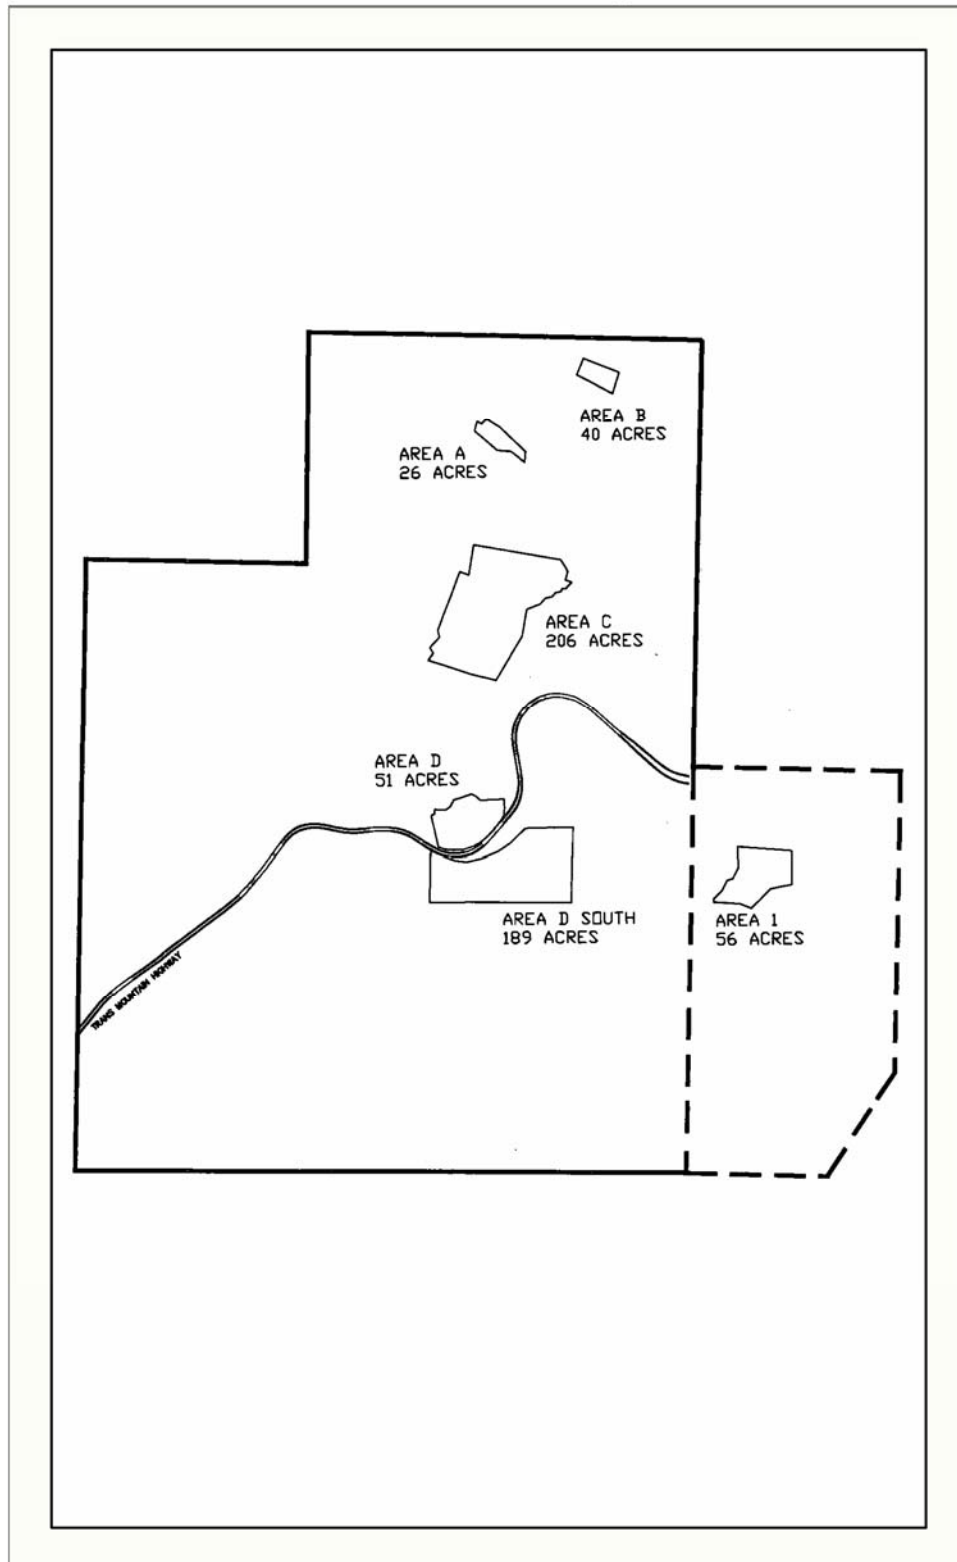 AREA B
40 ACRES
AREA A
26 ACRES
AREA C
206 ACRES
AREA D
51 ACRES
AREA D SOUTH
189 ACRES
AREA 1
56 ACRES
TRANS MOUNTAIN HIGHWAY